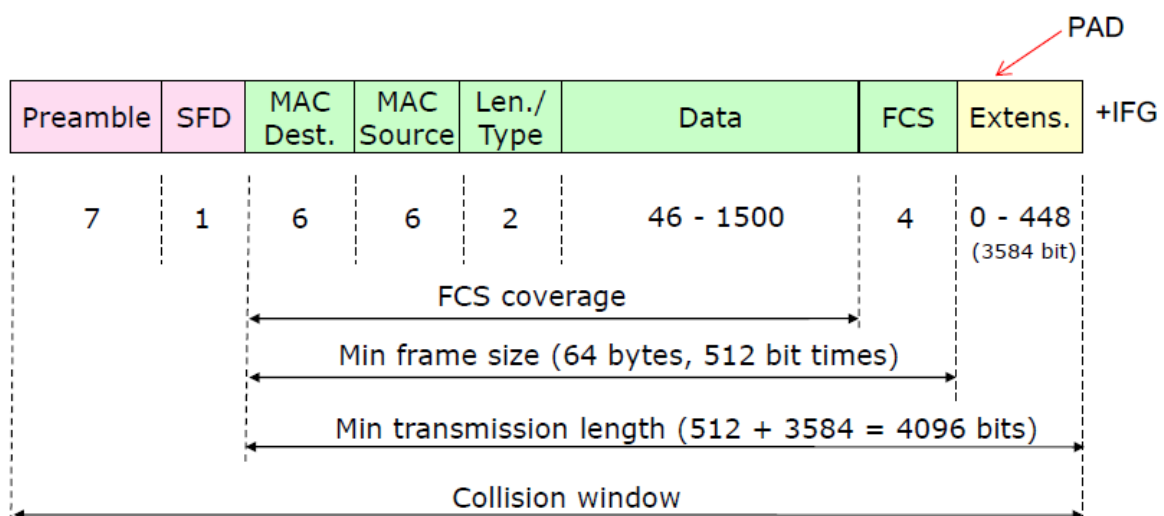 PAD
Preamble SFD MAC Dest. MAC Source Len./ Type Data FCS Extens. +IFG
7 1 6 6 2 46 - 1500 4 0 - 448
(3584 bit)
FCS coverage
Min frame size (64 bytes, 512 bit times)
Min transmission length (512 + 3584 = 4096 bits)
Collision window